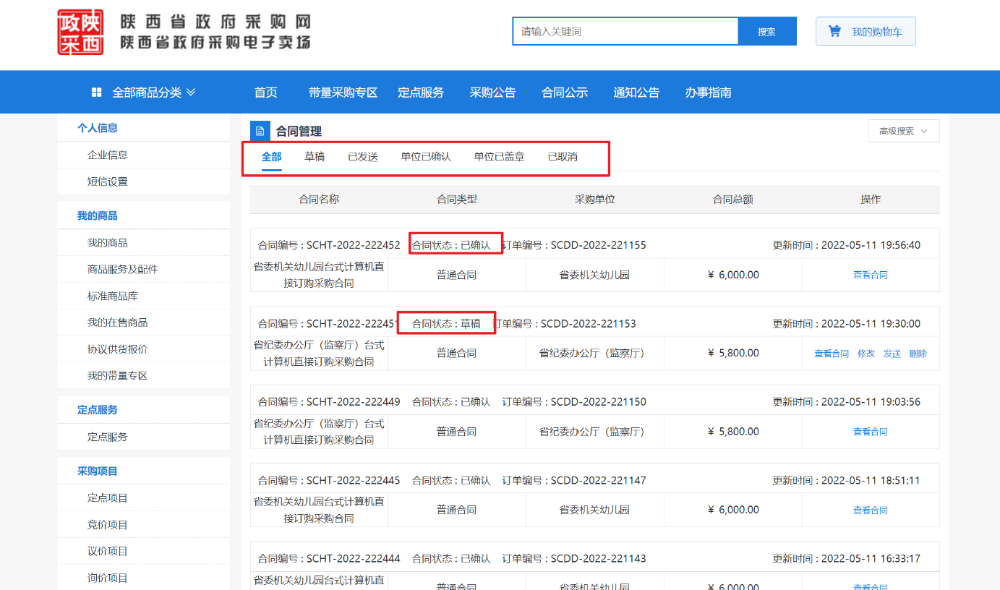 政陕
采西
陕西省政府采购网
陕西省政府采购电子卖场
请输入关键词
搜索
我的购物车
全部商品分类
首页
带量采购专区
定点服务
采购公告
合同公示
通知公告
办事指南
个人信息
企业信息
短信设置
我的商品
我的商品
商品服务及配件
标准商品库
我的在售商品
协议供货报价
我的带量专区
定点服务
定点服务
采购项目
定点项目
竞价项目
议价项目
询价项目
合同管理
高级搜索
全部 草稿 已发送 单位已确认 单位已盖章 已取消
合同名称 合同类型 采购单位 合同总额 操作
合同编号：SCHT-2022-222452 合同状态：已确认 订单编号：SCDD-2022-221155 更新时间：2022-05-11 19:56:40
省委机关幼儿园台式计算机直
接订购采购合同
普通合同
省委机关幼儿园
¥ 6,000.00
查看合同
合同编号：SCHT-2022-222451 合同状态：草稿 订单编号：SCDD-2022-221153 更新时间：2022-05-11 19:30:00
省纪委办公厅（监察厅）台式
计算机直接订购采购合同
普通合同
省纪委办公厅（监察厅）
¥ 5,800.00
查看合同 修改 发送 删除
合同编号：SCHT-2022-222449 合同状态：已确认 订单编号：SCDD-2022-221150 更新时间：2022-05-11 19:03:56
省纪委办公厅（监察厅）台式
计算机直接订购采购合同
普通合同
省纪委办公厅（监察厅）
¥ 5,800.00
查看合同
合同编号：SCHT-2022-222445 合同状态：已确认 订单编号：SCDD-2022-221147 更新时间：2022-05-11 18:51:11
省委机关幼儿园台式计算机直
接订购采购合同
普通合同
省委机关幼儿园
¥ 6,000.00
查看合同
合同编号：SCHT-2022-222444 合同状态：已确认 订单编号：SCDD-2022-221143 更新时间：2022-05-11 16:33:17
省委机关幼儿园台式计算机直
普通合同
省委机关幼儿园
¥ 6,000.00
查看合同